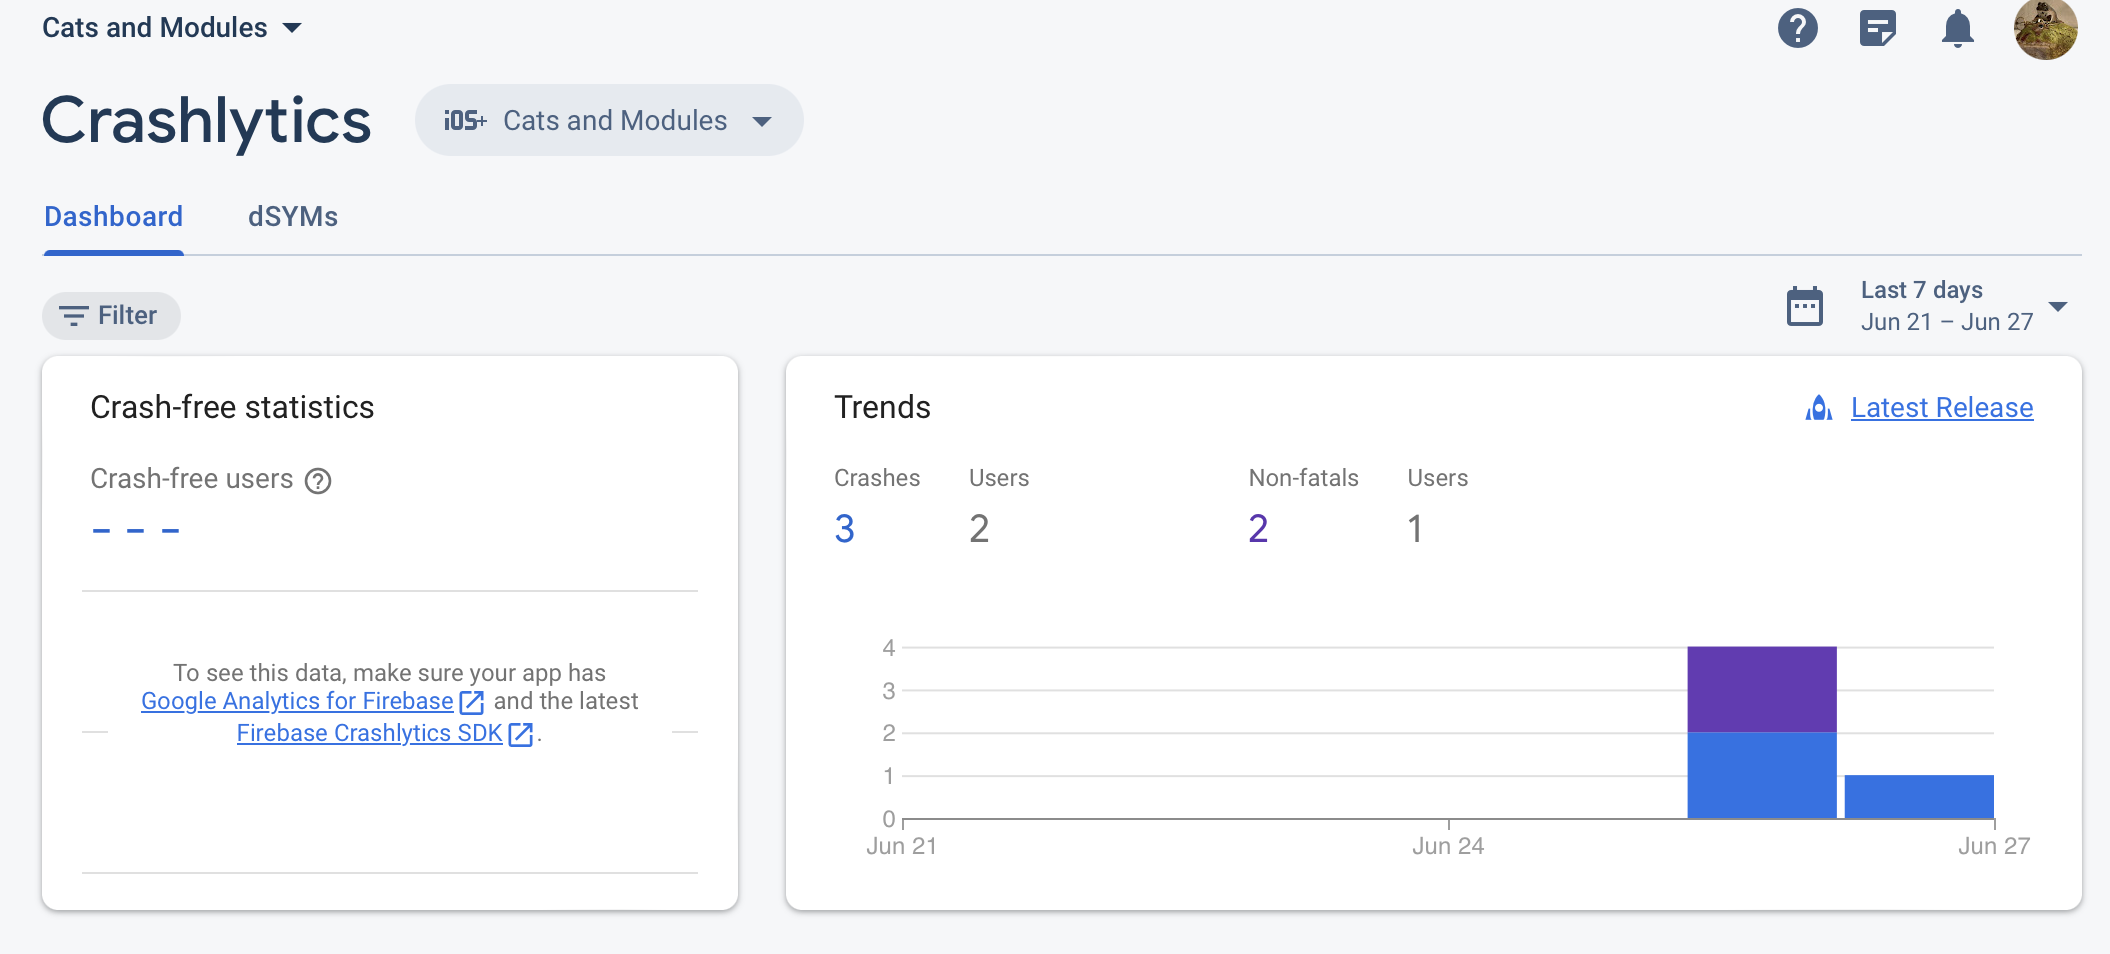 Cats and Modules
Crashlytics
iOS+ Cats and Modules
Dashboard dSYMs
Filter
Last 7 days
Jun 21 – Jun 27
Crash-free statistics
Crash-free users
---
To see this data, make sure your app has
Google Analytics for Firebase and the latest
Firebase Crashlytics SDK.
Trends
Latest Release
Crashes Users Non-fatals Users
3 2 2 1
4
3
2
1
0
Jun 21 Jun 24 Jun 27